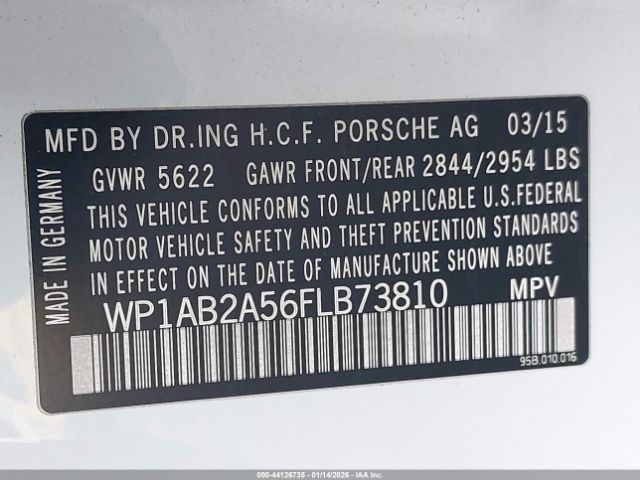 MFD BY DR.ING H.C.F. PORSCHE AG 03/15
GVWR 5622 GAWR FRONT/REAR 2844/2954 LBS
THIS VEHICLE CONFORMS TO ALL APPLICABLE U.S.FEDERAL
MOTOR VEHICLE SAFETY AND THEFT PREVENTION STANDARDS
IN EFFECT ON THE DATE OF MANUFACTURE SHOWN ABOVE
WP1AB2A56FLB73810 MPV
MADE IN GERMANY
95B.010.016
000-44126735 - 01/14/2026 - IAA Inc.